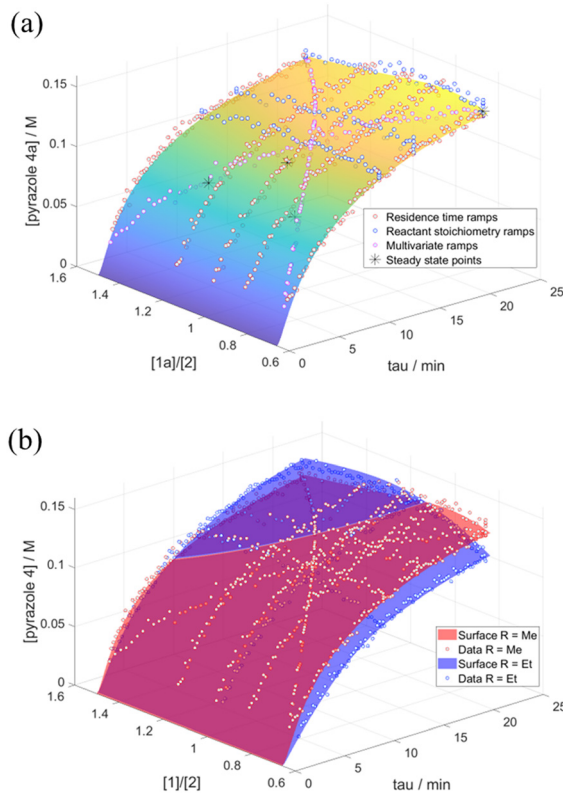 (a)
0.15
0.1
0.05
0
[pyrazole 4a] / M
1.6
1.4
1.2
1
0.8
0.6
[1a]/[2]
0
5
10
15
20
25
tau / min
Residence time ramps
Reactant stoichiometry ramps
Multivariate ramps
Steady state points
(b)
0.15
0.1
0.05
0
[pyrazole 4] / M
1.6
1.4
1.2
1
0.8
0.6
[1]/[2]
0
5
10
15
20
25
tau / min
Surface R = Me
Data R = Me
Surface R = Et
Data R = Et